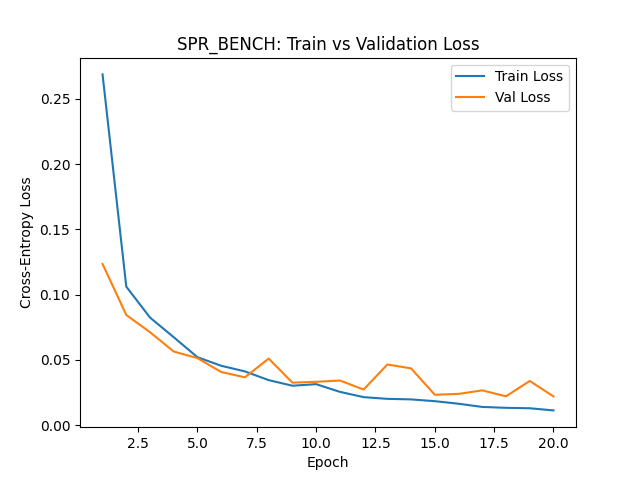 SPR_BENCH: Train vs Validation Loss
Train Loss
Val Loss
Cross-Entropy Loss
0.25
0.20
0.15
0.10
0.05
0.00
2.5 5.0 7.5 10.0 12.5 15.0 17.5 20.0
Epoch